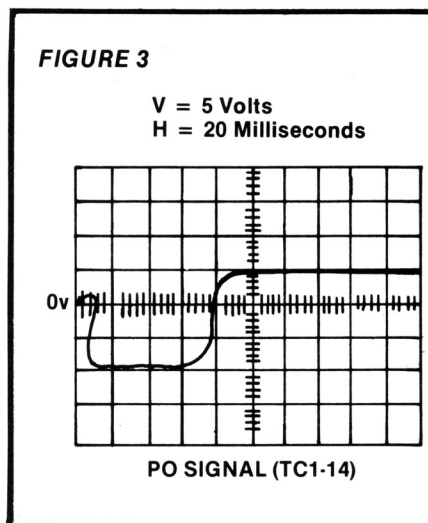 FIGURE 3
V = 5 Volts
H = 20 Milliseconds
0v
PO SIGNAL (TC1-14)